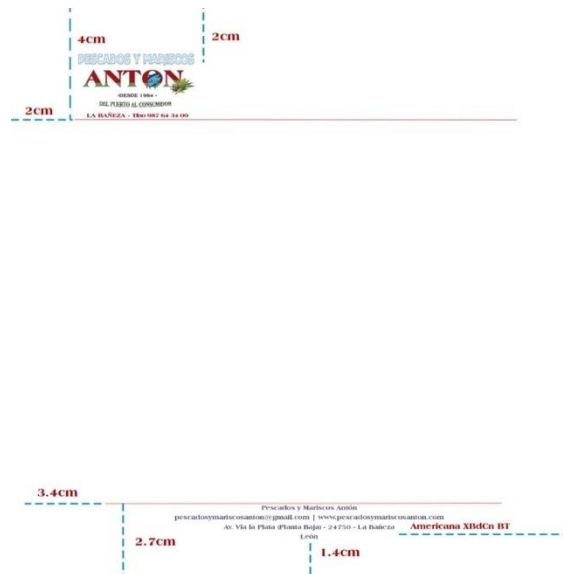 4cm
2cm
PESCADOS Y MARISCOS
ANTON
-DESDE 1984 -
DEL PUERTO AL CONSUMIDOR
2cm
LA BAÑEZA - Tlfno 987 64 34 09
3.4cm
Pescados y Mariscos Antón
pescadosymariscosanton@gmail.com | www.pescadosymariscosanton.com
Av. Vía la Plata (Planta Baja) - 24750 - La Bañeza
Americana XBdCn BT
León
2.7cm
1.4cm